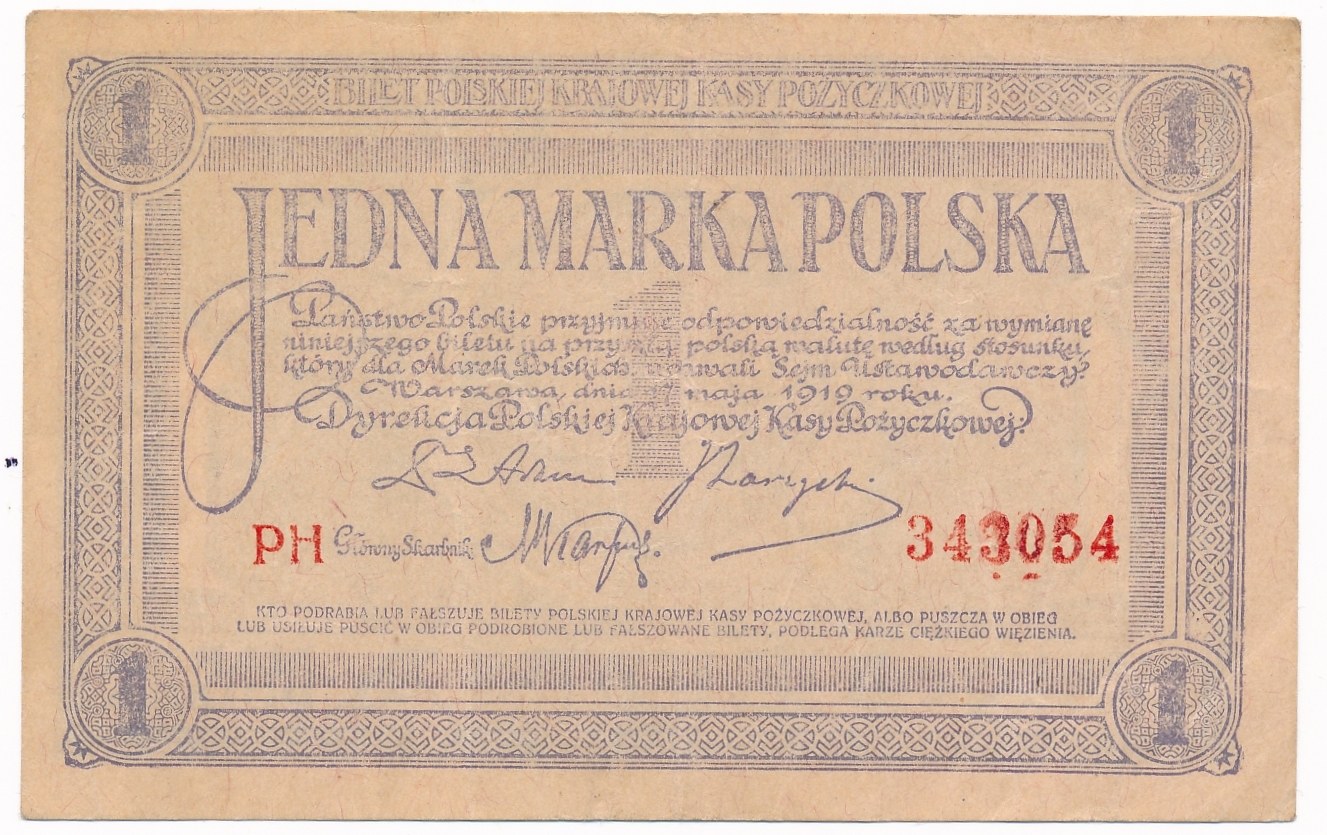 1 BILET POLSKIEJ KRAJOWEJ KASY POŻYCZKOWEJ 1
JEDNA MARKA POLSKA
1
Państwo Polskie przyjmuje odpowiedzialność za wymianę
niniejszego biletu na przyszłą polską walutę według stosunku,
który dla Marek Polskich uchwali Sejm Ustawodawczy.
Warszawa, dnia 17 maja 1919 roku.
Dyrekcja Polskiej Krajowej Kasy Pożyczkowej.
PH Główny Skarbnik: 343054
KTO PODRABIA LUB FAŁSZUJE BILETY POLSKIEJ KRAJOWEJ KASY POŻYCZKOWEJ, ALBO PUSZCZA W OBIEG
LUB USIŁUJE PUŚCIĆ W OBIEG PODROBIONE LUB FAŁSZOWANE BILETY, PODLEGA KARZE CIĘŻKIEGO WIĘZIENIA.
1 1